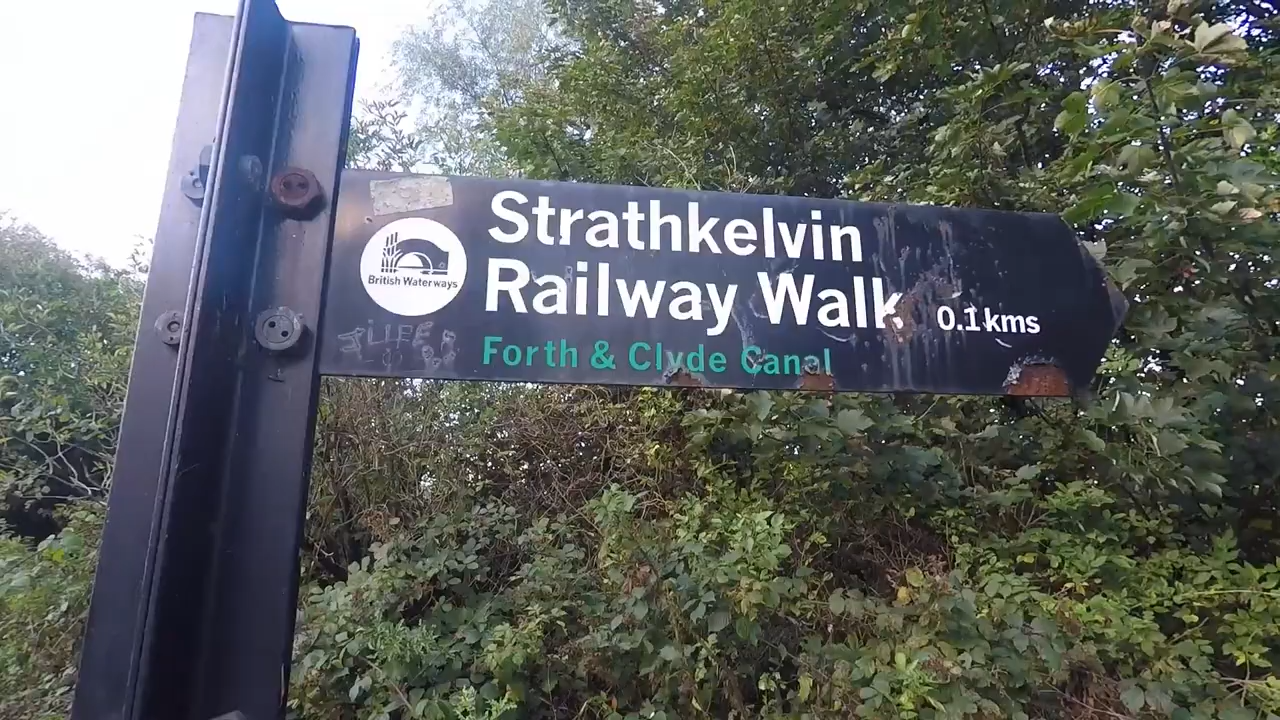 Strathkelvin
Railway Walk 0.1kms
British Waterways
Forth & Clyde Canal